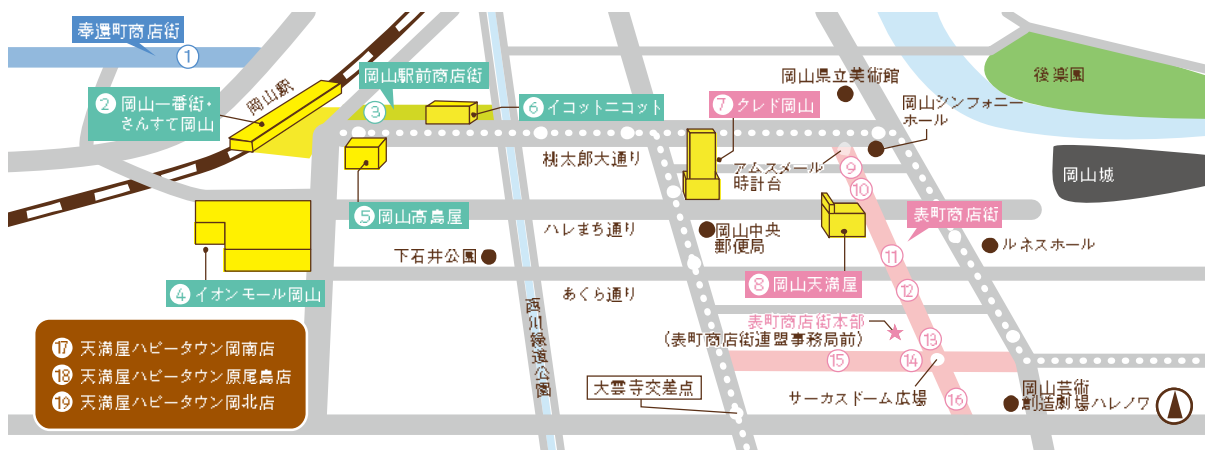 奉還町商店街
①
② 岡山一番街・
さんすて岡山
岡山駅
岡山駅前商店街
③
⑥ イコットニコット
⑦ クレド岡山
岡山県立美術館
岡山シンフォニー
ホール
後楽園
桃太郎大通り
アムスメール
時計台
⑨
⑩
岡山城
⑤ 岡山高島屋
ハレまち通り
岡山中央
郵便局
表町商店街
ルネスホール
下石井公園
⑪
④ イオンモール岡山
あくら通り
⑧ 岡山天満屋
⑫
西川緑道公園
表町商店街本部
(表町商店街連盟事務局前)
⑬
⑮
⑭
⑰ 天満屋ハピータウン岡南店
⑱ 天満屋ハピータウン原尾島店
⑲ 天満屋ハピータウン岡北店
大雲寺交差点
サーカスドーム広場
⑯
岡山芸術
創造劇場ハレノワ